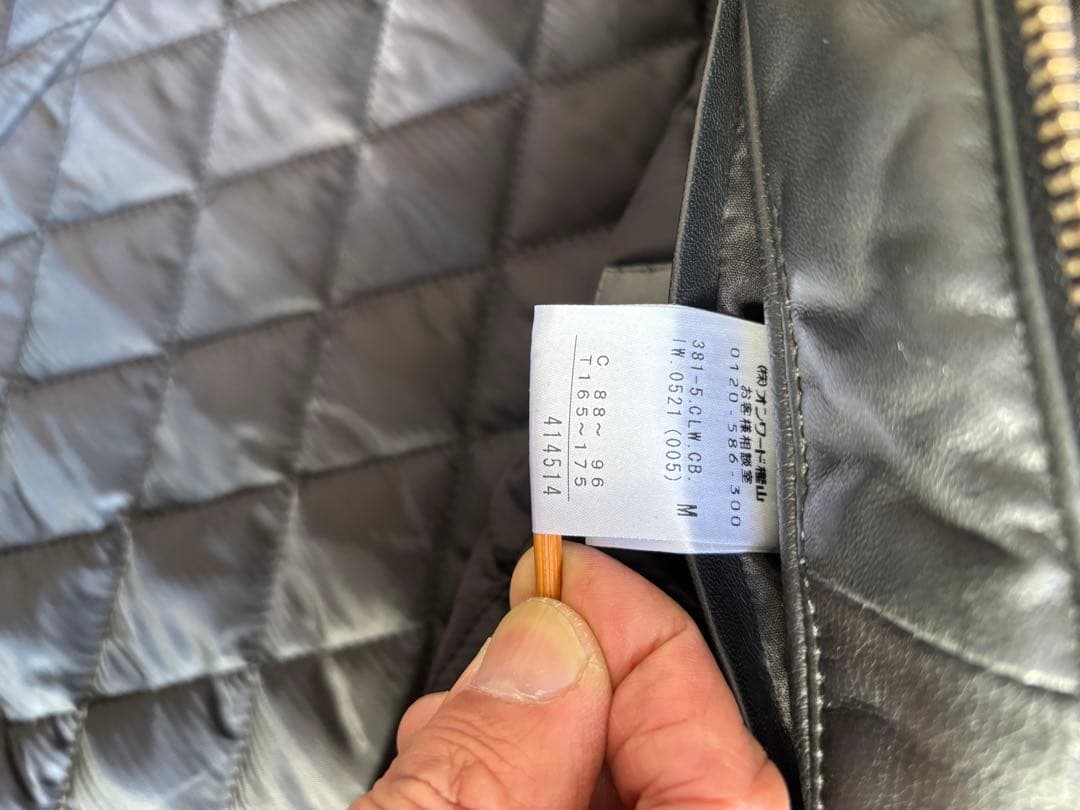 (株)オンワード樫山
お客様相談室
0120-586-300
381-5.CLW.CB. M
IW.0521(005)
C 88~ 96
T165~175
414514